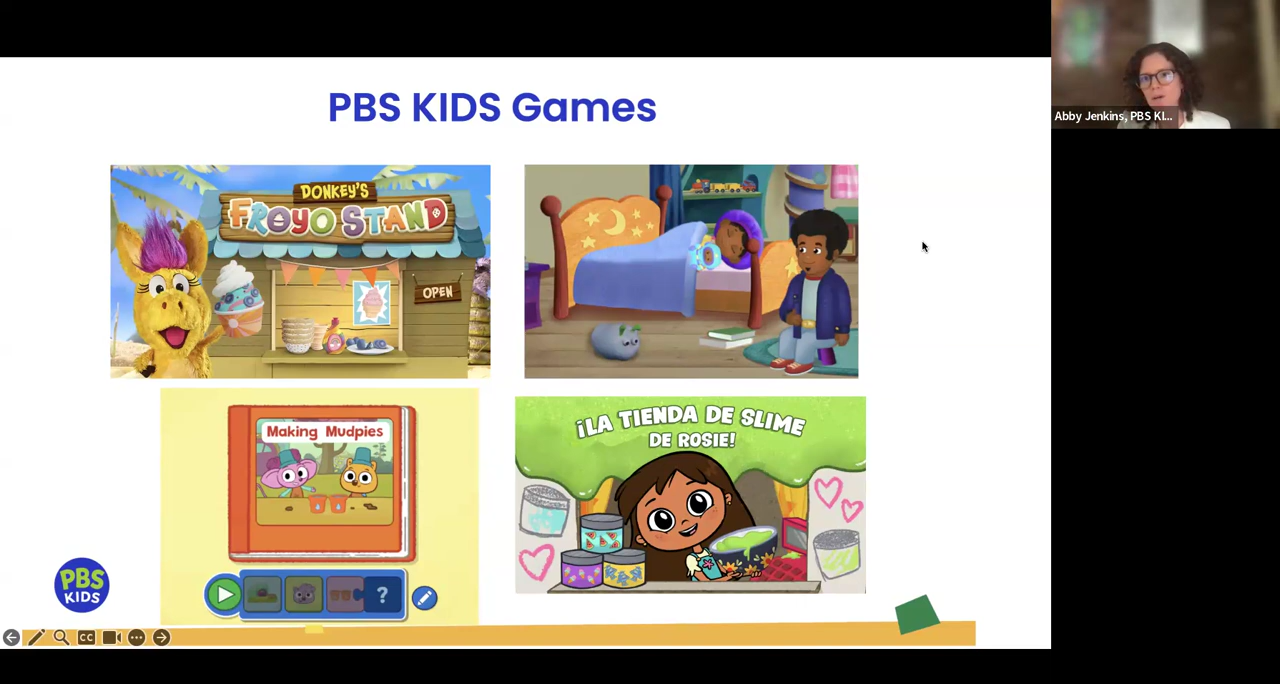 PBS KIDS Games
Abby Jenkins, PBS KI...
DONKEY'S
FROYO STAND
OPEN
Making Mudpies
?
¡LA TIENDA DE SLIME
DE ROSIE!
PBS
KIDS
CC